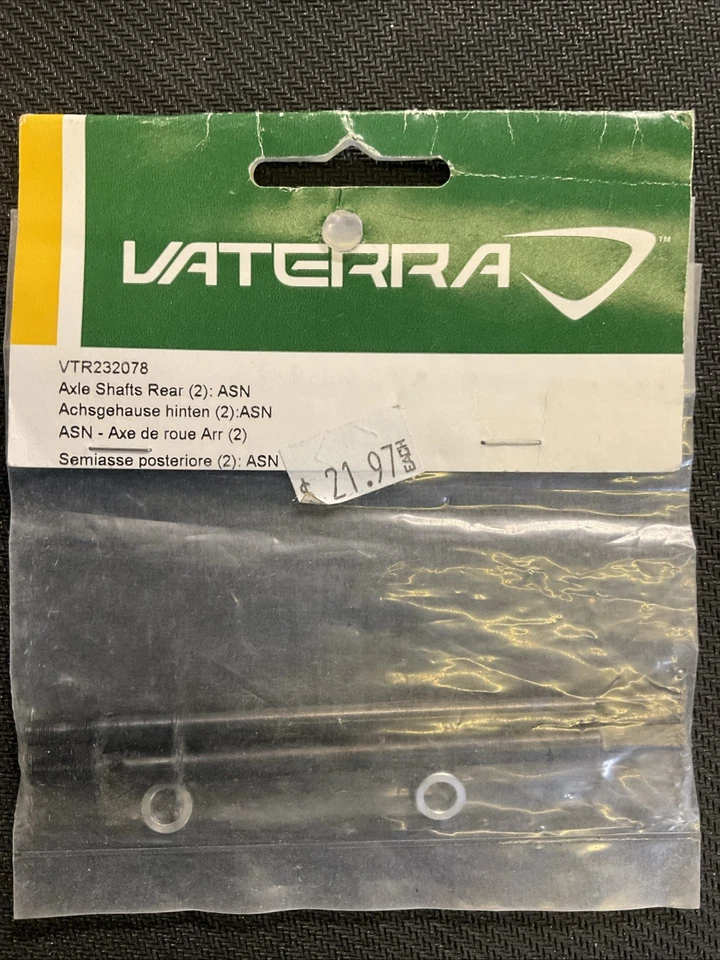 VATERRA™
VTR232078
Axle Shafts Rear (2): ASN
Achsgehause hinten (2):ASN
ASN - Axe de roue Arr (2)
Semiasse posteriore (2): ASN
$ 21.97 EACH